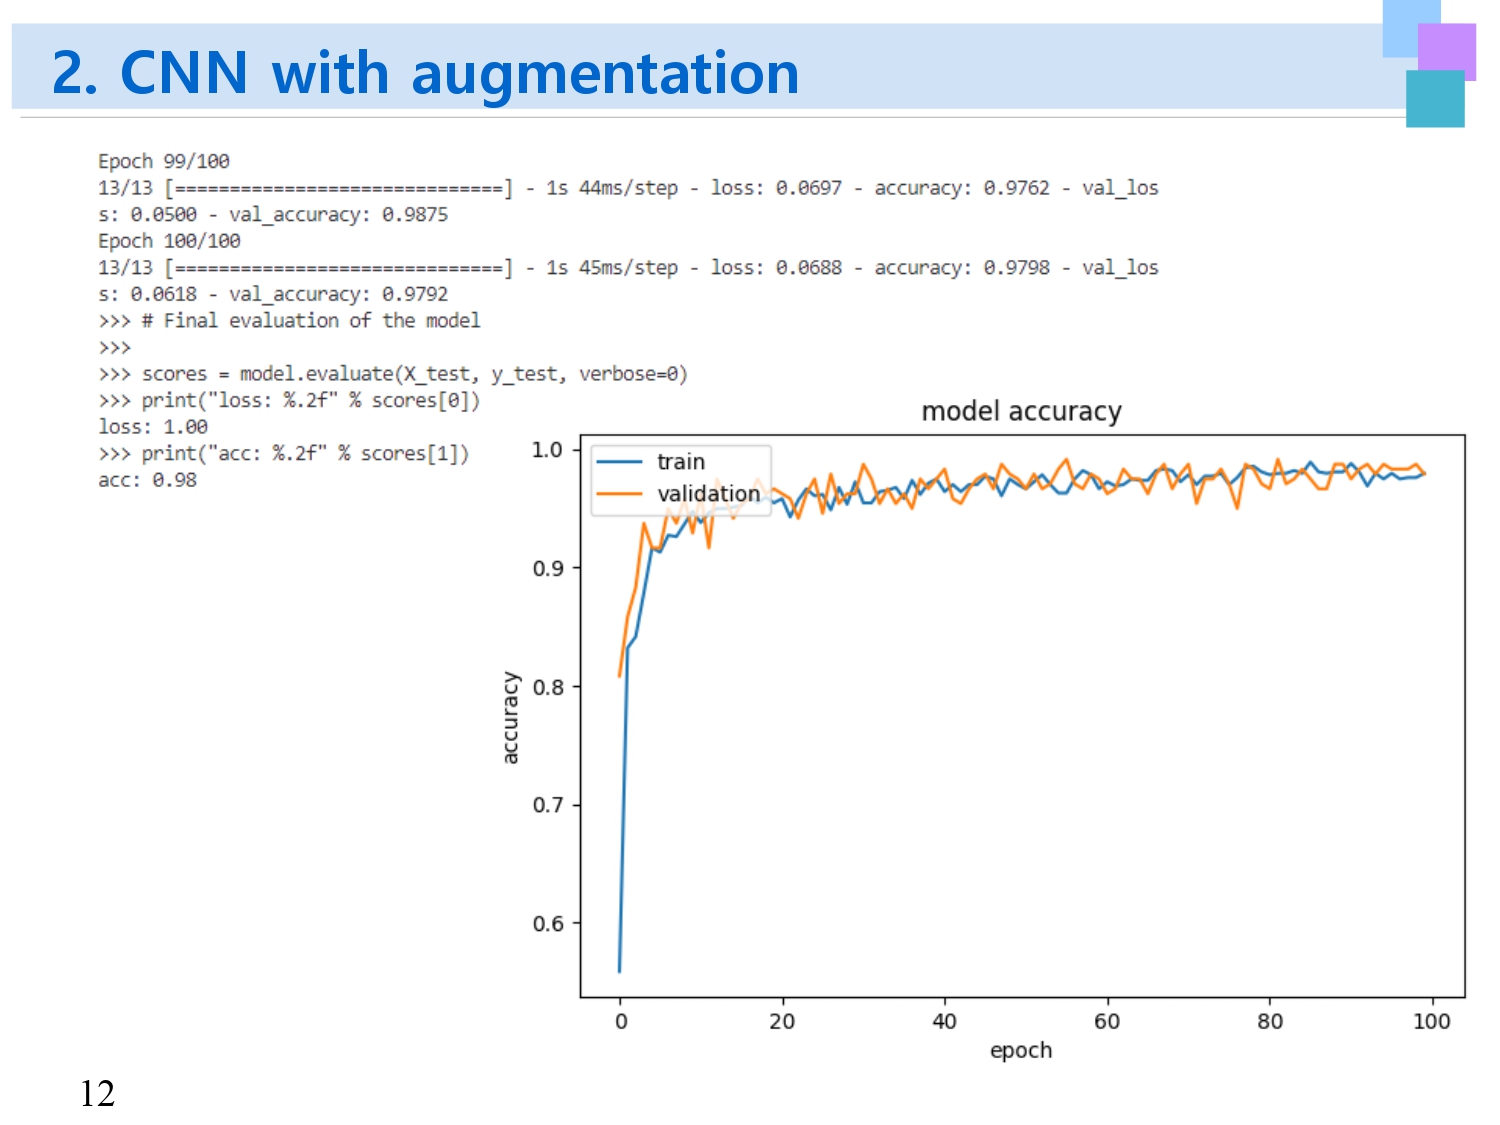 2. CNN with augmentation
Epoch 99/100
13/13 [==============================] - 1s 44ms/step - loss: 0.0697 - accuracy: 0.9762 - val_los
s: 0.0500 - val_accuracy: 0.9875
Epoch 100/100
13/13 [==============================] - 1s 45ms/step - loss: 0.0688 - accuracy: 0.9798 - val_los
s: 0.0618 - val_accuracy: 0.9792
>>> # Final evaluation of the model
>>>
>>> scores = model.evaluate(X_test, y_test, verbose=0)
>>> print("loss: %.2f" % scores[0])
loss: 1.00
>>> print("acc: %.2f" % scores[1])
acc: 0.98
model accuracy
train
validation
1.0
0.9
0.8
0.7
0.6
accuracy
0 20 40 60 80 100
epoch
12